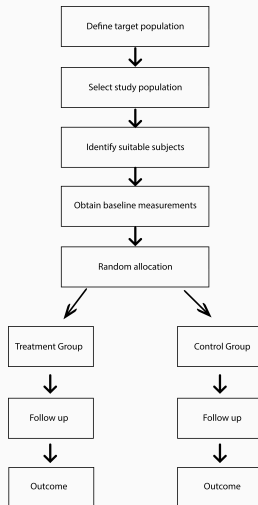 Define target population
Select study population
Identify suitable subjects
Obtain baseline measurements
Random allocation
Treatment Group
Control Group
Follow up
Follow up
Outcome
Outcome